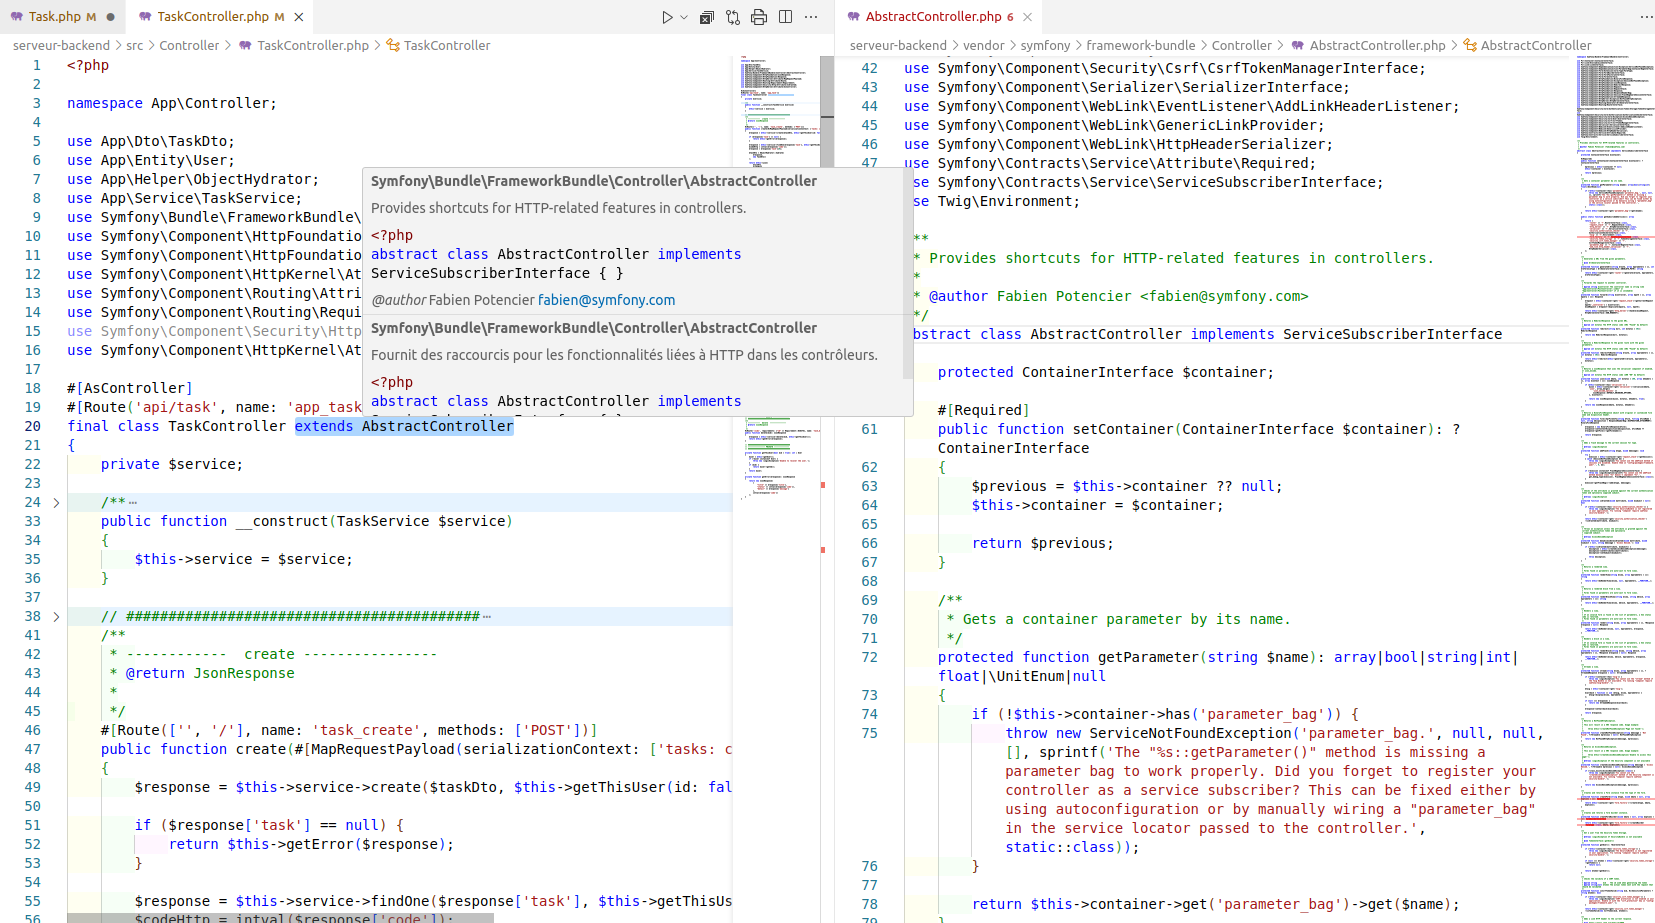 Task.php M
TaskController.php M
serveur-backend > src > Controller > TaskController.php > TaskController
1 <?php
2
3 namespace App\Controller;
4
5 use App\Dto\TaskDto;
6 use App\Entity\User;
7 use App\Helper\ObjectHydrator;
8 use App\Service\TaskService;
9 use Symfony\Bundle\FrameworkBundle\
10 use Symfony\Component\HttpFoundatio
11 use Symfony\Component\HttpFoundatio
12 use Symfony\Component\HttpKernel\At
13 use Symfony\Component\Routing\Attri
14 use Symfony\Component\Routing\Requi
15 use Symfony\Component\Security\Http
16 use Symfony\Component\HttpKernel\At
17
18 #[AsController]
19 #[Route('api/task', name: 'app_task
20 final class TaskController extends AbstractController
21 {
22 private $service;
23
24 /** ···
33 public function __construct(TaskService $service)
34 {
35 $this->service = $service;
36 }
37
38 // ########################################## ···
41 /**
42 * ------------ create ----------------
43 * @return JsonResponse
44 *
45 */
46 #[Route(['', '/'], name: 'task_create', methods: ['POST'])]
47 public function create(#[MapRequestPayload(serializationContext: ['tasks: c
48 {
49 $response = $this->service->create($taskDto, $this->getThisUser(id: fal
50
51 if ($response['task'] == null) {
52 return $this->getError($response);
53 }
54
55 $response = $this->service->findOne($response['task'], $this->getThisUs
56 $codeHttp = intval($response['code']);
Symfony\Bundle\FrameworkBundle\Controller\AbstractController
Provides shortcuts for HTTP-related features in controllers.
<?php
abstract class AbstractController implements
ServiceSubscriberInterface { }
@author Fabien Potencier fabien@symfony.com
Symfony\Bundle\FrameworkBundle\Controller\AbstractController
Fournit des raccourcis pour les fonctionnalités liées à HTTP dans les contrôleurs.
<?php
abstract class AbstractController implements
AbstractController.php 6
serveur-backend > vendor > symfony > framework-bundle > Controller > AbstractController.php > AbstractController
42 use Symfony\Component\Security\Csrf\CsrfTokenManagerInterface;
43 use Symfony\Component\Serializer\SerializerInterface;
44 use Symfony\Component\WebLink\EventListener\AddLinkHeaderListener;
45 use Symfony\Component\WebLink\GenericLinkProvider;
46 use Symfony\Component\WebLink\HttpHeaderSerializer;
47 use Symfony\Contracts\Service\Attribute\Required;
se Symfony\Contracts\Service\ServiceSubscriberInterface;
se Twig\Environment;
**
* Provides shortcuts for HTTP-related features in controllers.
*
* @author Fabien Potencier <fabien@symfony.com>
*/
bstract class AbstractController implements ServiceSubscriberInterface
protected ContainerInterface $container;
#[Required]
61 public function setContainer(ContainerInterface $container): ?
ContainerInterface
62 {
63 $previous = $this->container ?? null;
64 $this->container = $container;
65
66 return $previous;
67 }
68
69 /**
70 * Gets a container parameter by its name.
71 */
72 protected function getParameter(string $name): array|bool|string|int|
float|\UnitEnum|null
73 {
74 if (!$this->container->has('parameter_bag')) {
75 throw new ServiceNotFoundException('parameter_bag.', null, null,
[], sprintf('The "%s::getParameter()" method is missing a
parameter bag to work properly. Did you forget to register your
controller as a service subscriber? This can be fixed either by
using autoconfiguration or by manually wiring a "parameter_bag"
in the service locator passed to the controller.',
static::class));
76 }
77
78 return $this->container->get('parameter_bag')->get($name);
79 }